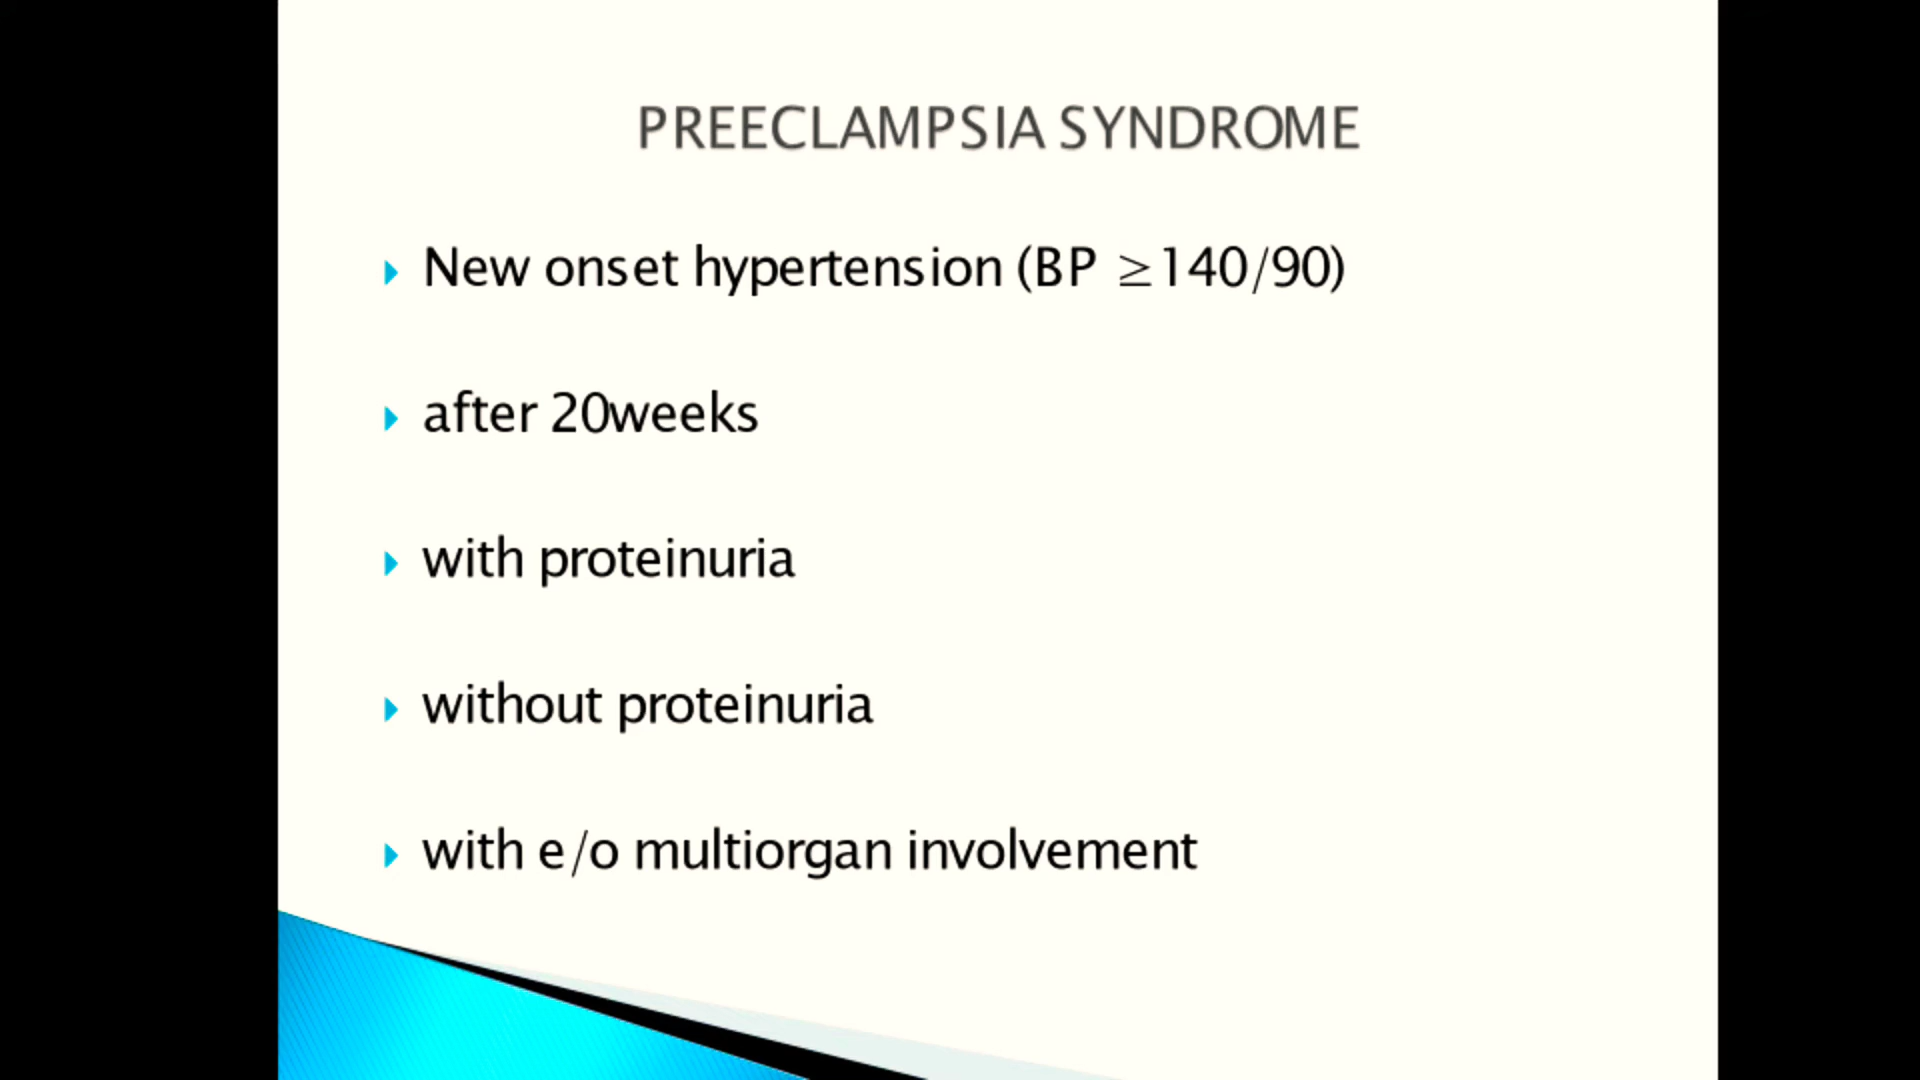 PREECLAMPSIA SYNDROME
New onset hypertension (BP ≥140/90)
after 20weeks
with proteinuria
without proteinuria
with e/o multiorgan involvement